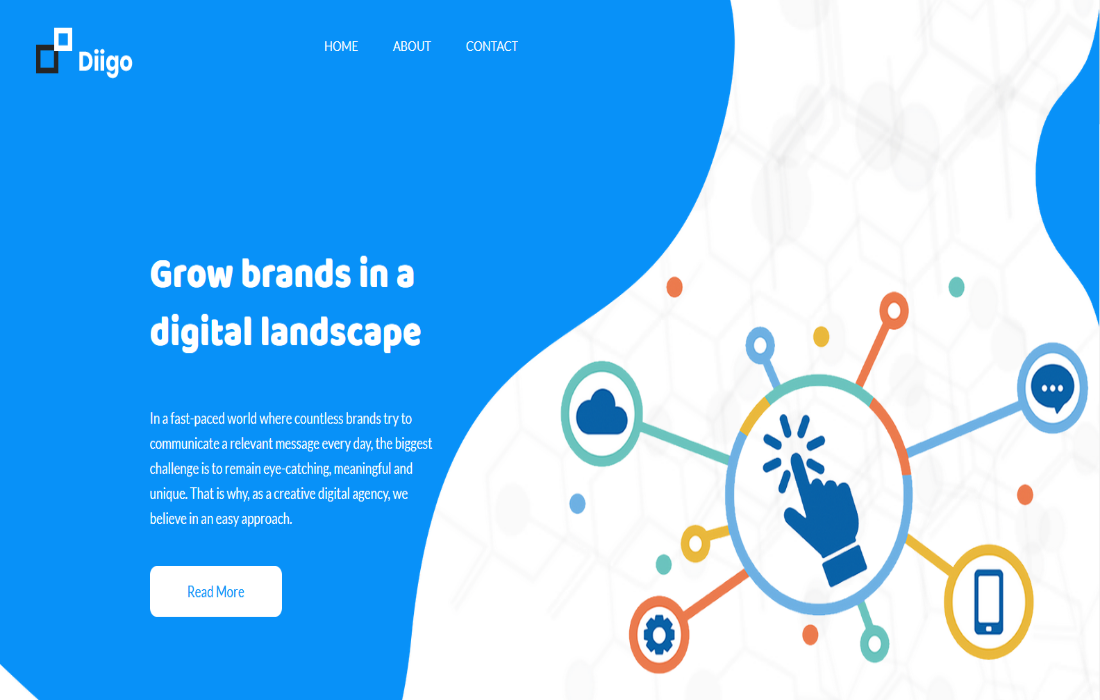 Diigo
HOME
ABOUT
CONTACT
Grow brands in a
digital landscape
In a fast-paced world where countless brands try to
communicate a relevant message every day, the biggest
challenge is to remain eye-catching, meaningful and
unique. That is why, as a creative digital agency, we
believe in an easy approach.
Read More